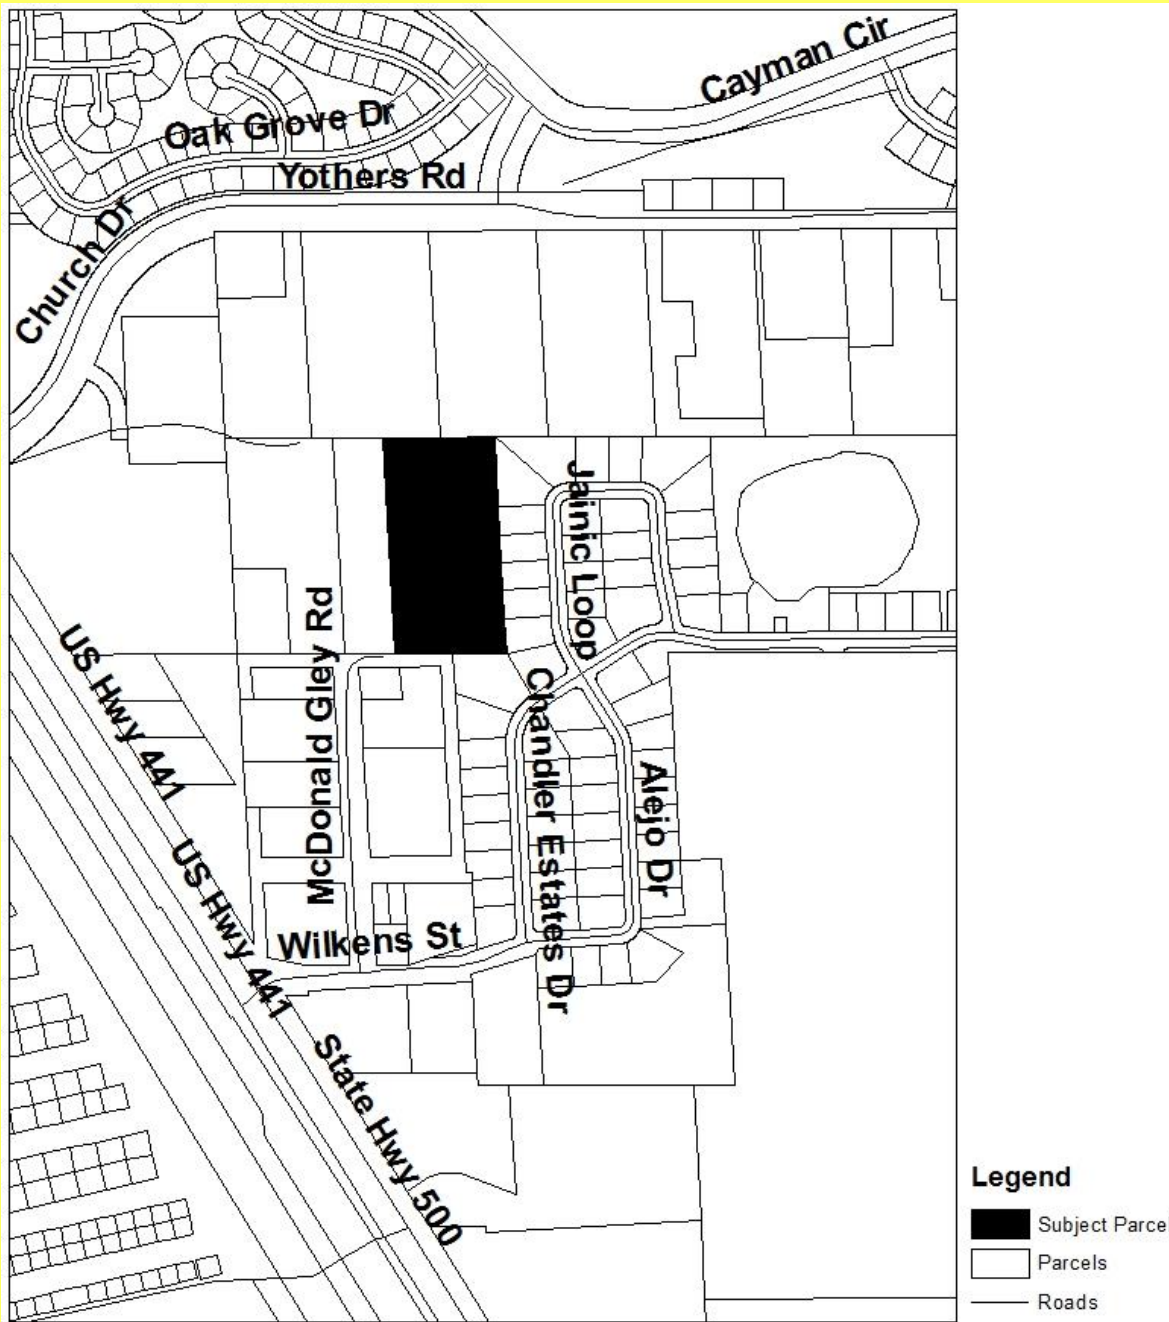 Cayman Cir
Oak Grove Dr
Yothers Rd
Church Dr
Jainic Loop
McDonald Gley Rd
US Hwy 441
Chandler Estates Dr
Alejo Dr
US Hwy 441
Wilkens St
State Hwy 500
Legend
Subject Parcel
Parcels
Roads